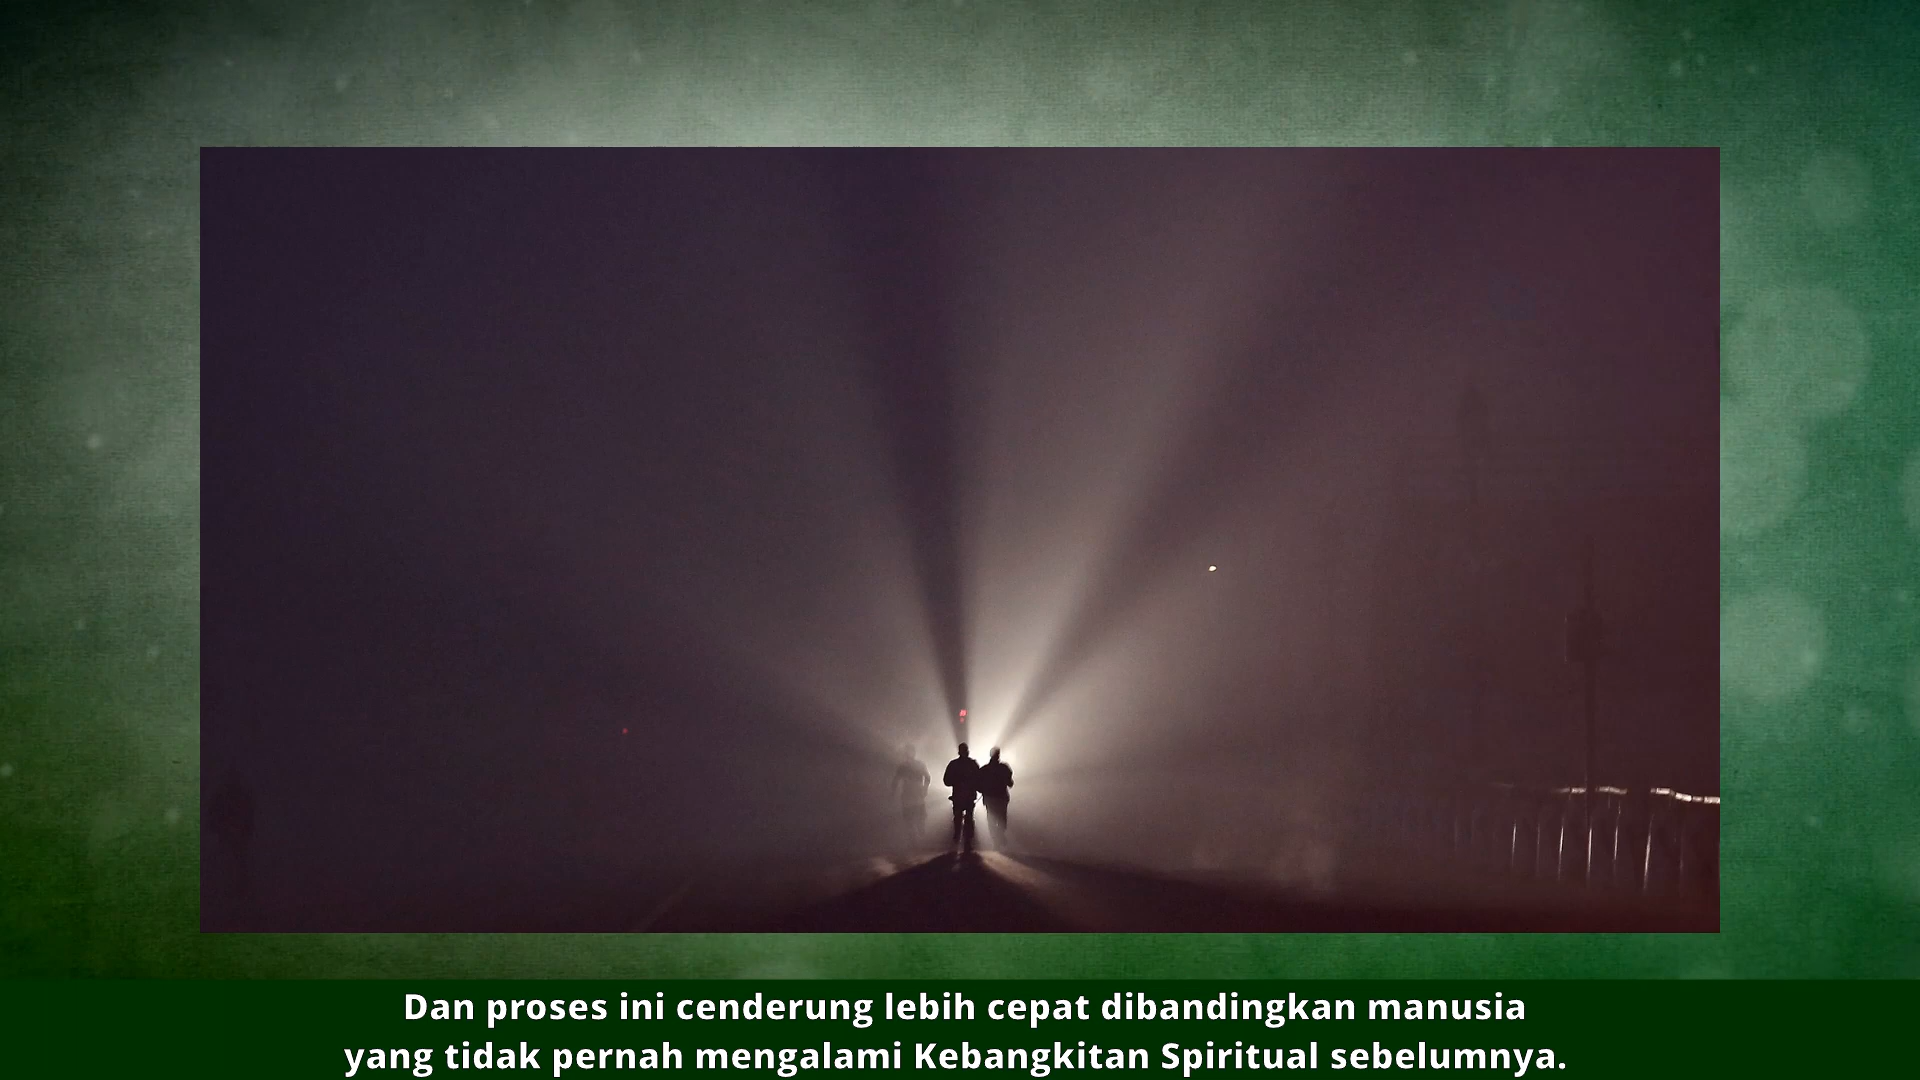 Dan proses ini cenderung lebih cepat dibandingkan manusia
yang tidak pernah mengalami Kebangkitan Spiritual sebelumnya.